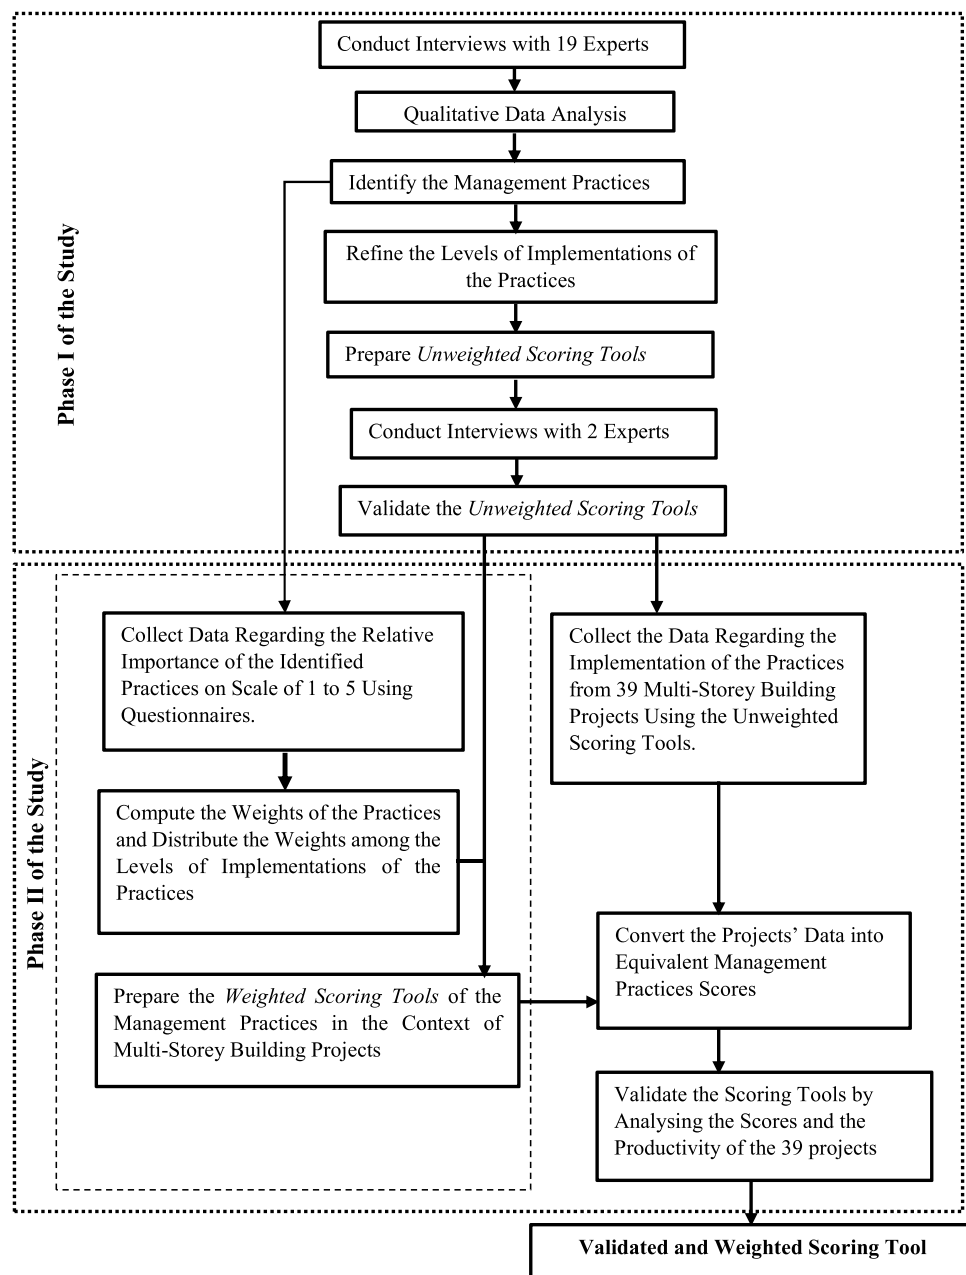 Conduct Interviews with 19 Experts
Qualitative Data Analysis
Identify the Management Practices
Refine the Levels of Implementations of
the Practices
Prepare Unweighted Scoring Tools
Conduct Interviews with 2 Experts
Validate the Unweighted Scoring Tools
Phase I of the Study
Collect Data Regarding the Relative
Importance of the Identified
Practices on Scale of 1 to 5 Using
Questionnaires.
Collect the Data Regarding the
Implementation of the Practices
from 39 Multi-Storey Building
Projects Using the Unweighted
Scoring Tools.
Compute the Weights of the Practices
and Distribute the Weights among the
Levels of Implementations of the
Practices
Phase II of the Study
Convert the Projects’ Data into
Equivalent Management
Practices Scores
Prepare the Weighted Scoring Tools of the
Management Practices in the Context of
Multi-Storey Building Projects
Validate the Scoring Tools by
Analysing the Scores and the
Productivity of the 39 projects
Validated and Weighted Scoring Tool